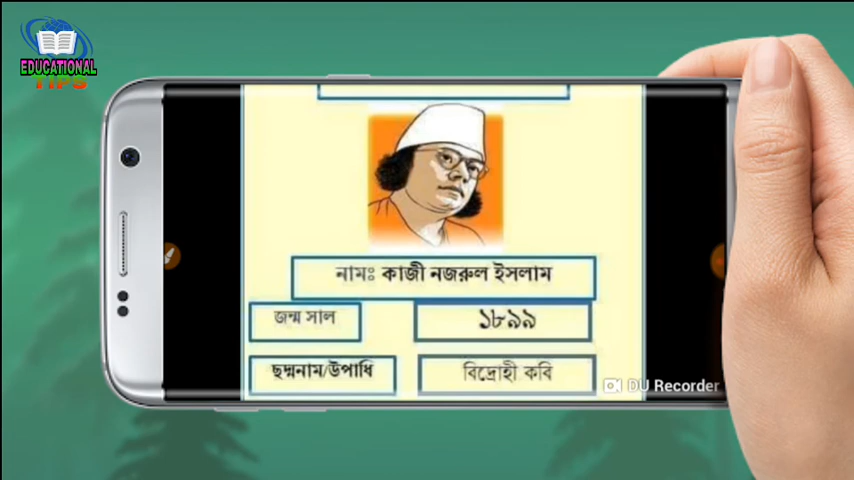 EDUCATIONAL
TIPS
নামঃ কাজী নজরুল ইসলাম
জন্ম সাল
১৮৯৯
ছদ্মনাম/উপাধি
বিদ্রোহী কবি
DU Recorder